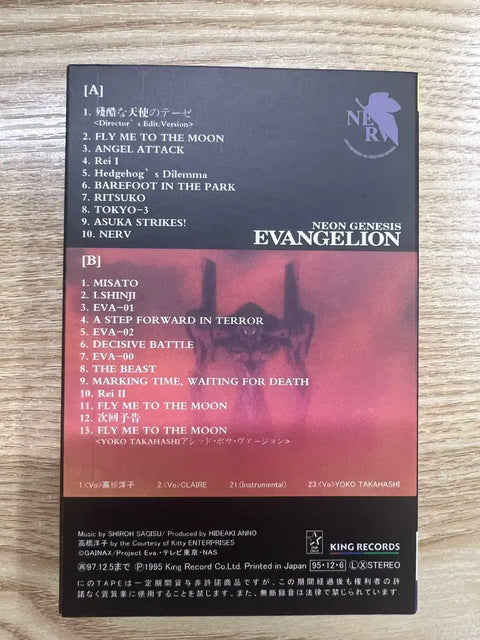 [A]
1. 残酷な天使のテーゼ
<Director's Edit.Version>
2. FLY ME TO THE MOON
3. ANGEL ATTACK
4. Rei I
5. Hedgehog's Dilemma
6. BAREFOOT IN THE PARK
7. RITSUKO
8. TOKYO-3
9. ASUKA STRIKES!
10. NERV
NERV
NEON GENESIS
EVANGELION
[B]
1. MISATO
2. I.SHINJI
3. EVA-01
4. A STEP FORWARD IN TERROR
5. EVA-02
6. DECISIVE BATTLE
7. EVA-00
8. THE BEAST
9. MARKING TIME, WAITING FOR DEATH
10. Rei II
11. FLY ME TO THE MOON
12. 次回予告
13. FLY ME TO THE MOON
<YOKO TAKAHASHIアシッド・ボサ・ヴァージョン>
1.<Vo>高橋洋子 2.<Vo>CLAIRE 21.(Instrumental) 23.<Vo>YOKO TAKAHASHI
Music by SHIROH SAGISU/Produced by HIDEAKI ANNO
高橋洋子 by the Courtesy of Kitty ENTERPRISES
©GAINAX/Project Eva.・テレビ東京・NAS
STAR CHILD
KING RECORDS
再97.12.5まで Ⓟ1995 King Record Co.Ltd. Printed in Japan 95・12・6 LX STEREO
このTAPEは一定期間貸与非許諾商品ですが、この期間経過後も権利者の許
諾なく賃貸業に使用することを禁じます。また、無断録音は法律で禁じられています。